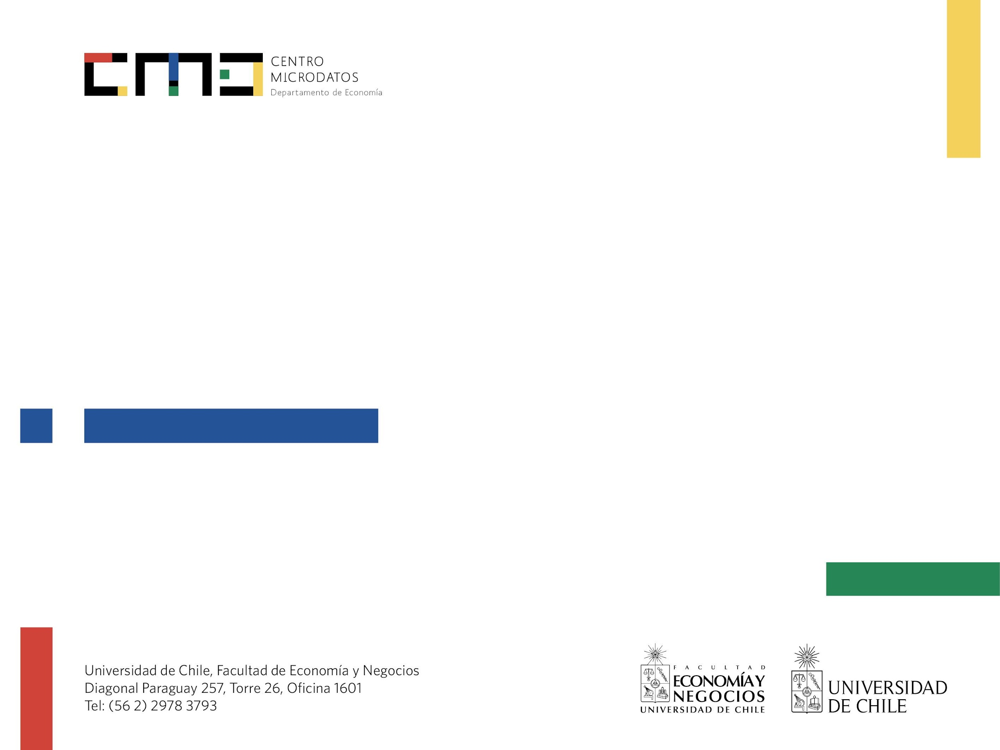 CMD
CENTRO
MICRODATOS
Departamento de Economía
Universidad de Chile, Facultad de Economía y Negocios
Diagonal Paraguay 257, Torre 26, Oficina 1601
Tel: (56 2) 2978 3793
FACULTAD
ECONOMÍA Y
NEGOCIOS
UNIVERSIDAD DE CHILE
UNIVERSIDAD
DE CHILE